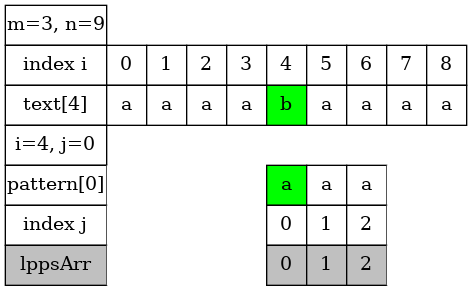 m=3, n=9
index i 0 1 2 3 4 5 6 7 8
text[4] a a a a b a a a a
i=4, j=0
pattern[0] a a a
index j 0 1 2
lppsArr 0 1 2